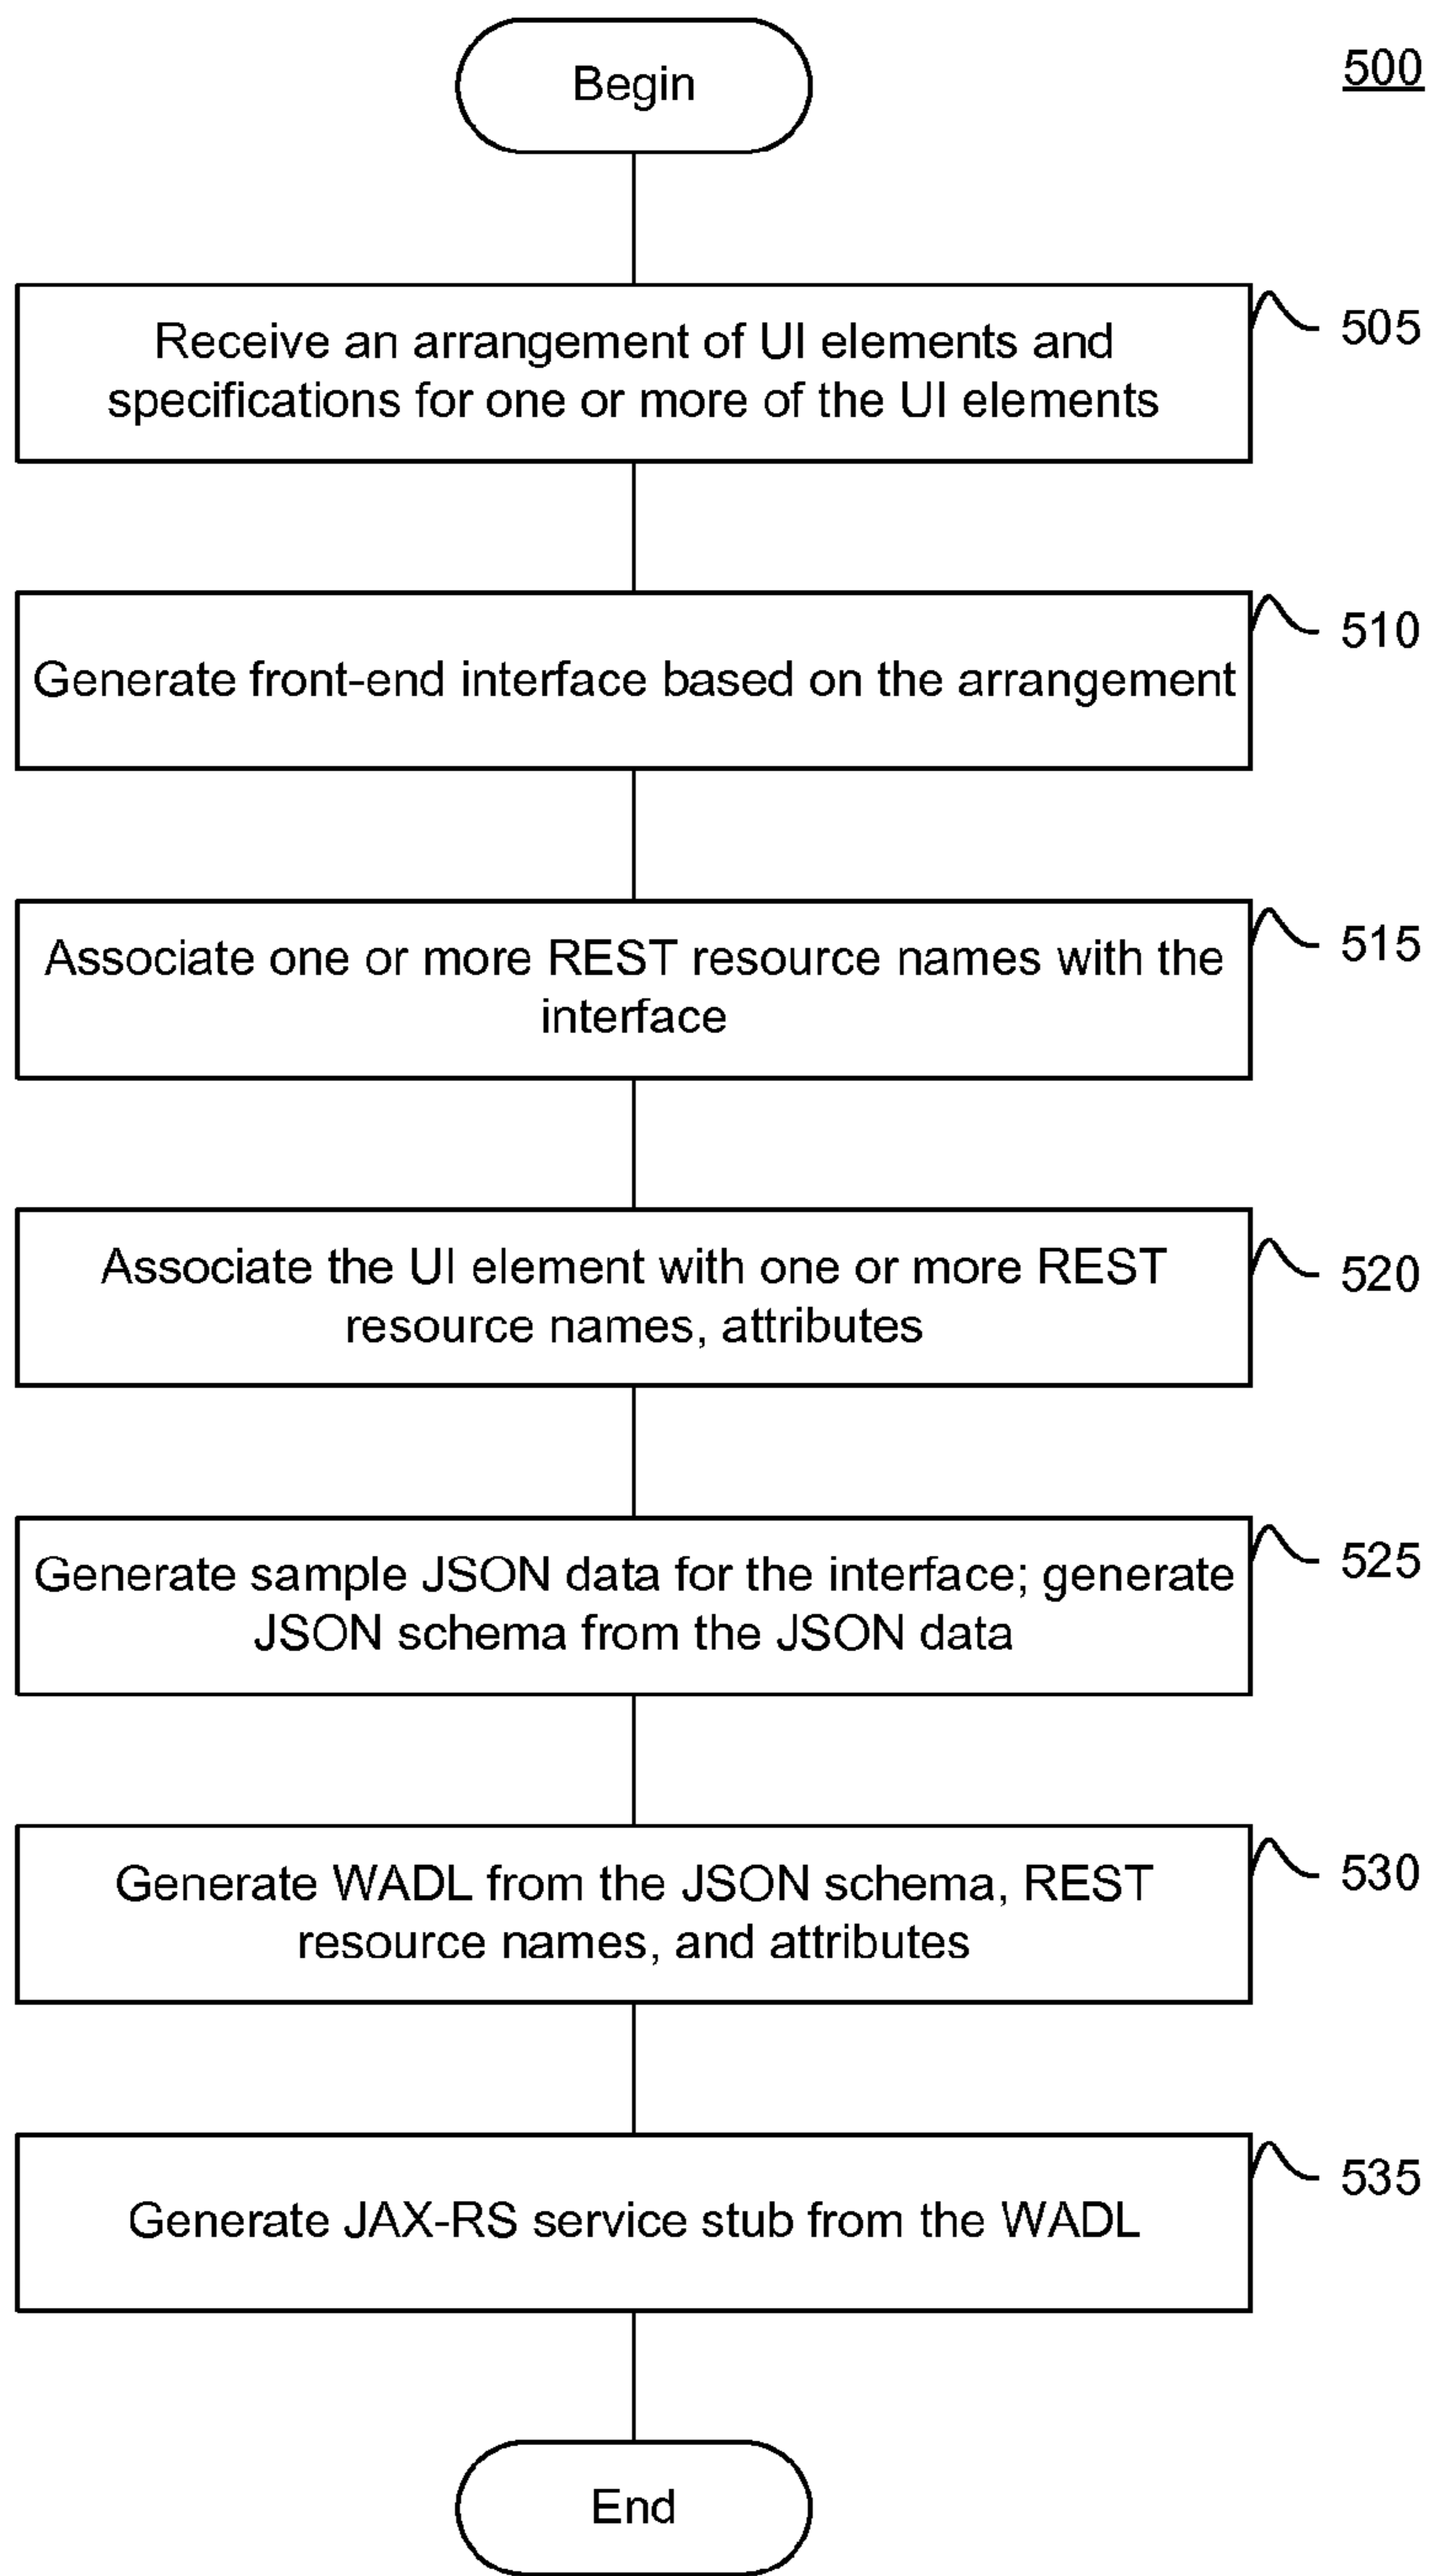 Begin
500
Receive an arrangement of UI elements and
specifications for one or more of the UI elements
505
Generate front-end interface based on the arrangement
510
Associate one or more REST resource names with the
interface
515
Associate the UI element with one or more REST
resource names, attributes
520
Generate sample JSON data for the interface; generate
JSON schema from the JSON data
525
Generate WADL from the JSON schema, REST
resource names, and attributes
530
Generate JAX-RS service stub from the WADL
535
End